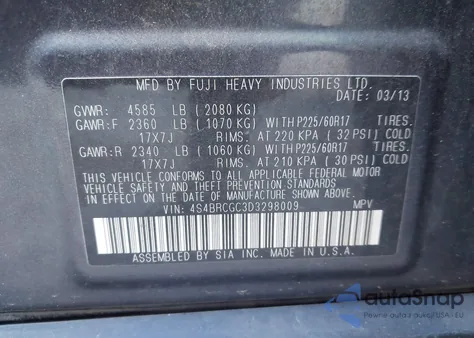 MFD BY FUJI HEAVY INDUSTRIES LTD.
DATE: 03/13
GVWR: 4585 LB (2080 KG)
GAWR:F 2360 LB (1070 KG) WITH P225/60R17 TIRES,
17X7J RIMS, AT 220 KPA (32 PSI) COLD
GAWR:R 2340 LB (1060 KG) WITH P225/60R17 TIRES,
17X7J RIMS, AT 210 KPA (30 PSI) COLD
THIS VEHICLE CONFORMS TO ALL APPLICABLE FEDERAL MOTOR
VEHICLE SAFETY AND THEFT PREVENTION STANDARDS
IN EFFECT ON THE DATE OF MANUFACTURE SHOWN ABOVE.
VIN: 4S4BRCGC3D3298009 MPV
ASSEMBLED BY SIA INC. MADE IN U.S.A.
autoSnap
Pewne auta z USA i EU